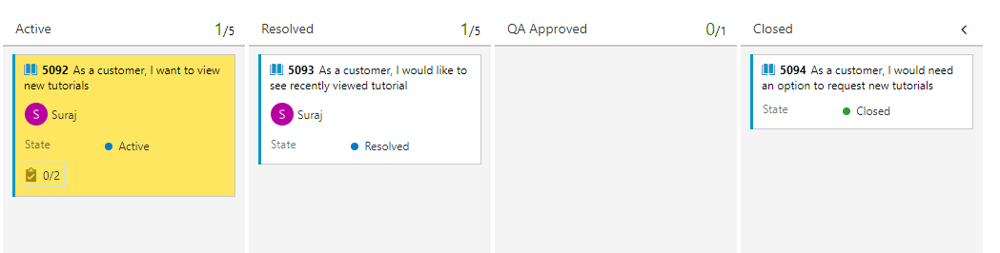 Active 1/5
5092 As a customer, I want to view
new tutorials
S Suraj
State Active
0/2
Resolved 1/5
5093 As a customer, I would like to
see recently viewed tutorial
S Suraj
State Resolved
QA Approved 0/1
Closed
5094 As a customer, I would need
an option to request new tutorials
State Closed